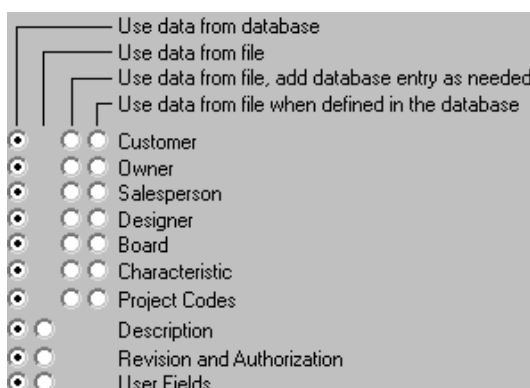 Use data from database
Use data from file
Use data from file, add database entry as needed
Use data from file when defined in the database
Customer
Owner
Salesperson
Designer
Board
Characteristic
Project Codes
Description
Revision and Authorization
User Fields